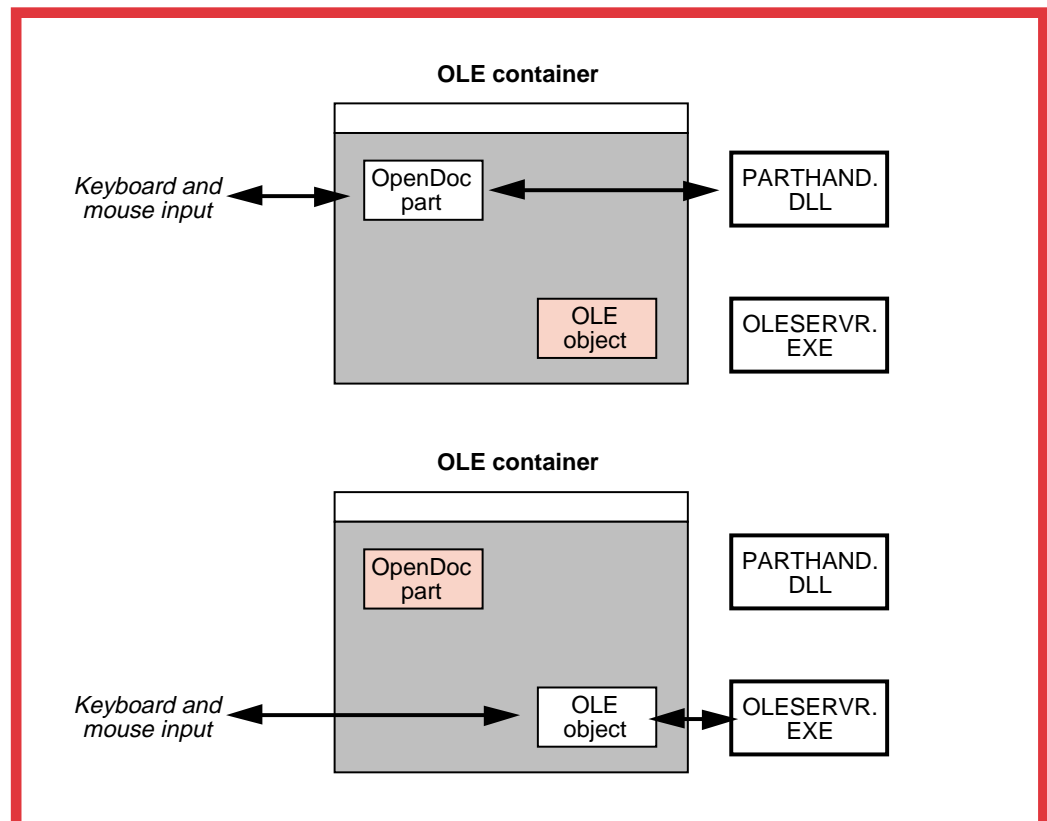 OLE container
Keyboard and
mouse input
OpenDoc
part
PARTHAND.
DLL
OLE
object
OLESERVR.
EXE
OLE container
OpenDoc
part
PARTHAND.
DLL
Keyboard and
mouse input
OLE
object
OLESERVR.
EXE